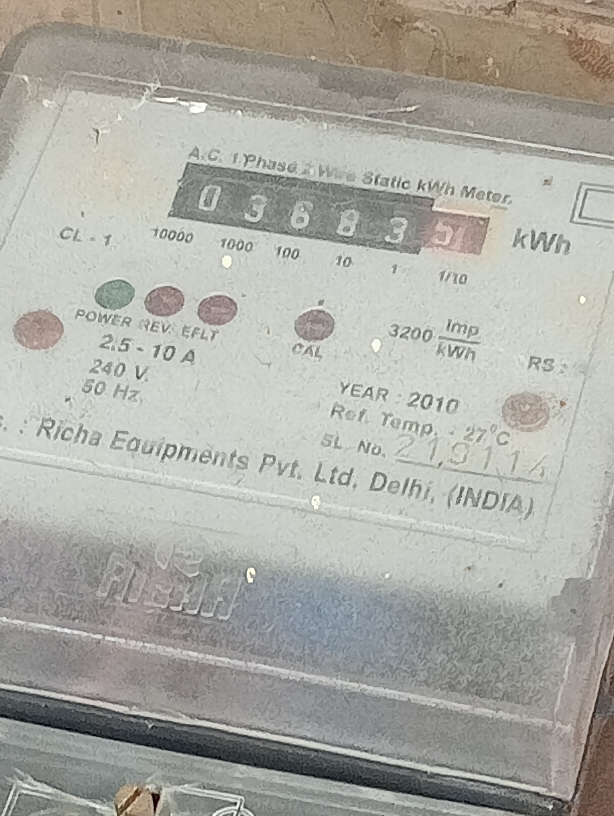 A.C. 1 Phase 2 Wire Static kWh Meter.
0 3 6 8 3 kWh
CL - 1 10000 1000 100 10 1 1/10
POWER REV. EFLT CAL 3200 Imp/kWh RS :
2.5 - 10 A
240 V.
50 Hz.
YEAR : 2010
Ref. Temp. : 27°C
SL. No.
. : Richa Equipments Pvt. Ltd. Delhi, (INDIA)
RICHA